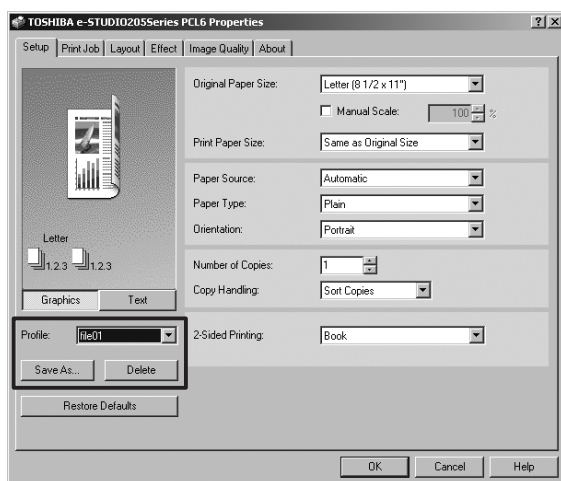 TOSHIBA e-STUDIO205Series PCL6 Properties
Setup Print Job Layout Effect Image Quality About
Original Paper Size: Letter (8 1/2 x 11")
Manual Scale: 100 %
Print Paper Size: Same as Original Size
Paper Source: Automatic
Paper Type: Plain
Orientation: Portrait
Letter
1.2.3 1.2.3
Number of Copies: 1
Copy Handling: Sort Copies
Graphics Text
Profile: file01
2-Sided Printing: Book
Save As... Delete
Restore Defaults
OK Cancel Help